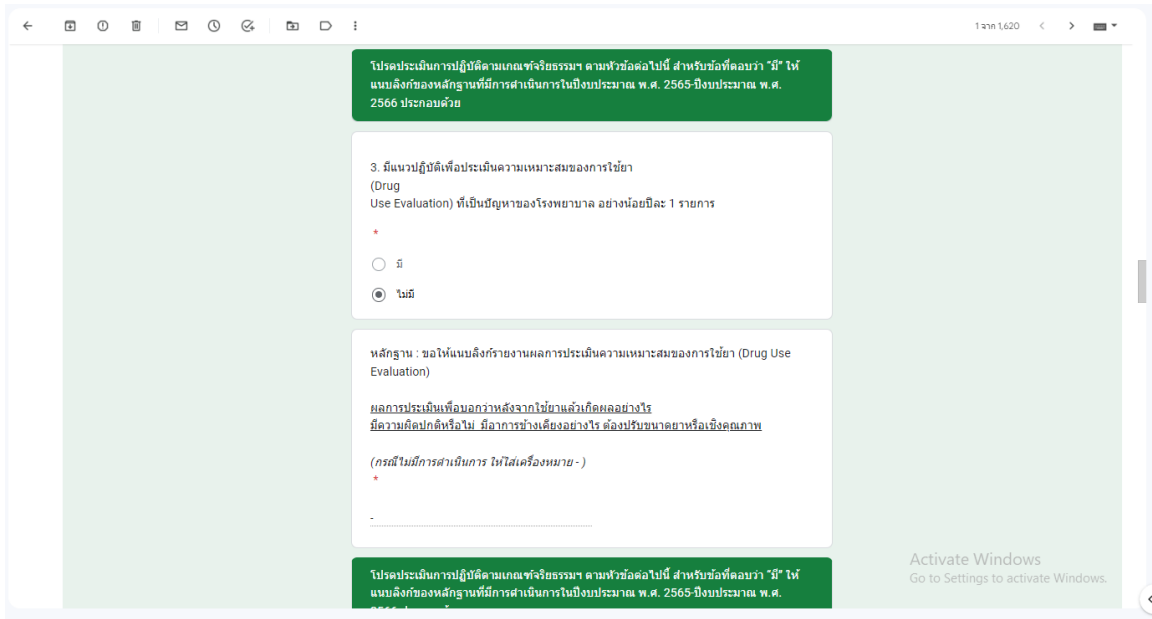 1 จาก 1,620
โปรดประเมินการปฏิบัติตามเกณฑ์จริยธรรมฯ ตามหัวข้อต่อไปนี้ สำหรับข้อที่ตอบว่า "มี" ให้
แนบลิงก์ของหลักฐานที่มีการดำเนินการในปีงบประมาณ พ.ศ. 2565-ปีงบประมาณ พ.ศ.
2566 ประกอบด้วย
3. มีแนวปฏิบัติเพื่อประเมินความเหมาะสมของการใช้ยา
(Drug
Use Evaluation) ที่เป็นปัญหาของโรงพยาบาล อย่างน้อยปีละ 1 รายการ
*
มี
ไม่มี
หลักฐาน : ขอให้แนบลิงก์รายงานผลการประเมินความเหมาะสมของการใช้ยา (Drug Use
Evaluation)
ผลการประเมินเพื่อบอกว่าหลังจากใช้ยาแล้วเกิดผลอย่างไร
มีความผิดปกติหรือไม่ มีอาการข้างเคียงอย่างไร ต้องปรับขนาดยาหรือเชิงคุณภาพ
(กรณีไม่มีการดำเนินการ ให้ใส่เครื่องหมาย - )
*
-
โปรดประเมินการปฏิบัติตามเกณฑ์จริยธรรมฯ ตามหัวข้อต่อไปนี้ สำหรับข้อที่ตอบว่า "มี" ให้
แนบลิงก์ของหลักฐานที่มีการดำเนินการในปีงบประมาณ พ.ศ. 2565-ปีงบประมาณ พ.ศ.
Activate Windows
Go to Settings to activate Windows.